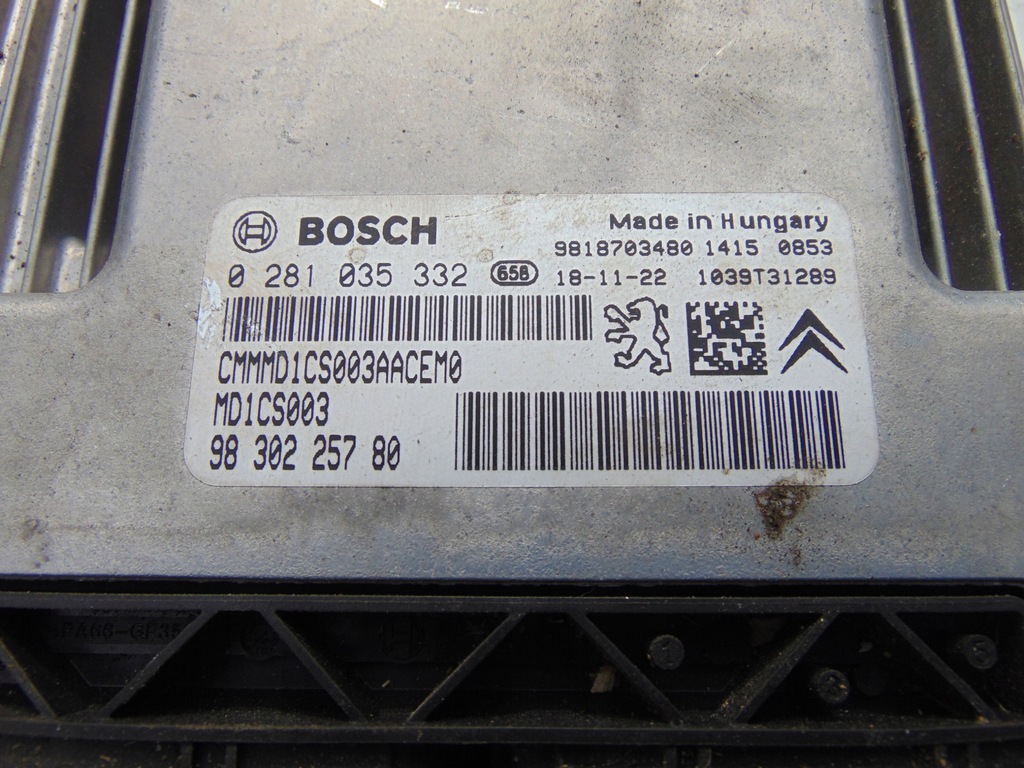 BOSCH
Made in Hungary
9818703480 1415 0853
0 281 035 332 658 18-11-22 1039T31289
CMMMD1CS003AACEM0
MD1CS003
98 302 257 80